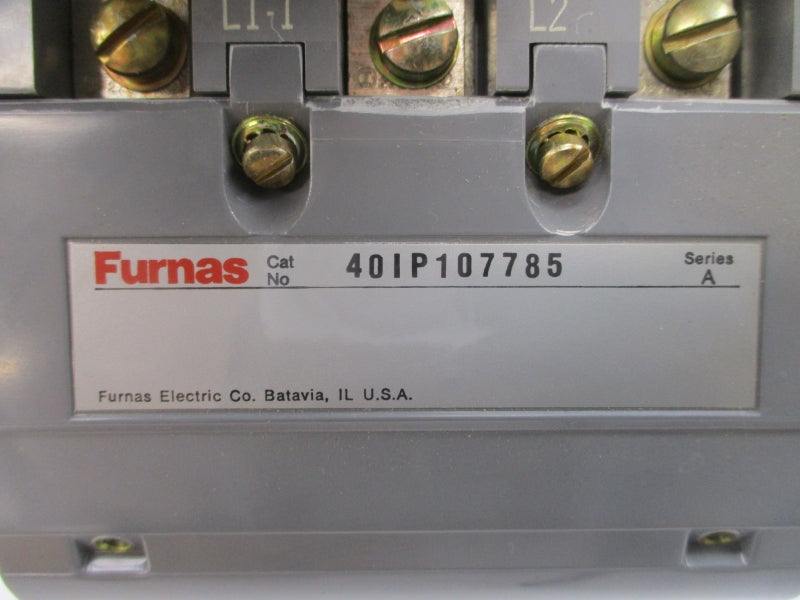 L1·1 L2
Furnas Cat No 40IP107785 Series A
Furnas Electric Co. Batavia, IL U.S.A.